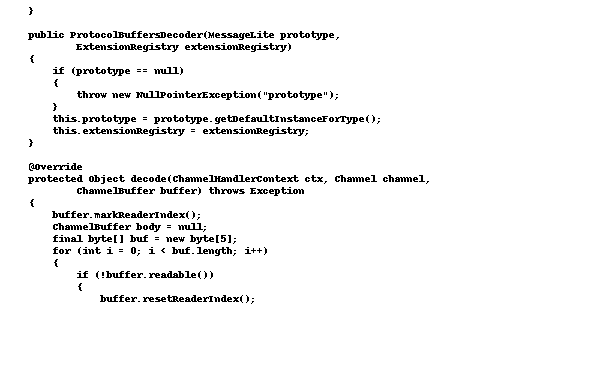 }
public ProtocolBuffersDecoder(MessageLite prototype,
ExtensionRegistry extensionRegistry)
{
if (prototype == null)
{
throw new NullPointerException("prototype");
}
this.prototype = prototype.getDefaultInstanceForType();
this.extensionRegistry = extensionRegistry;
}
@Override
protected Object decode(ChannelHandlerContext ctx, Channel channel,
ChannelBuffer buffer) throws Exception
{
buffer.markReaderIndex();
ChannelBuffer body = null;
final byte[] buf = new byte[5];
for (int i = 0; i < buf.length; i++)
{
if (!buffer.readable())
{
buffer.resetReaderIndex();